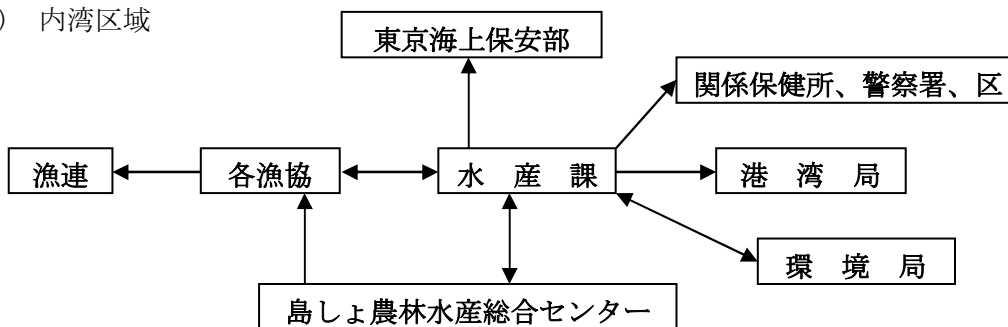 ) 内湾区域
東京海上保安部
関係保健所、警察署、区
漁連
各漁協
水 産 課
港 湾 局
環 境 局
島しょ農林水産総合センター